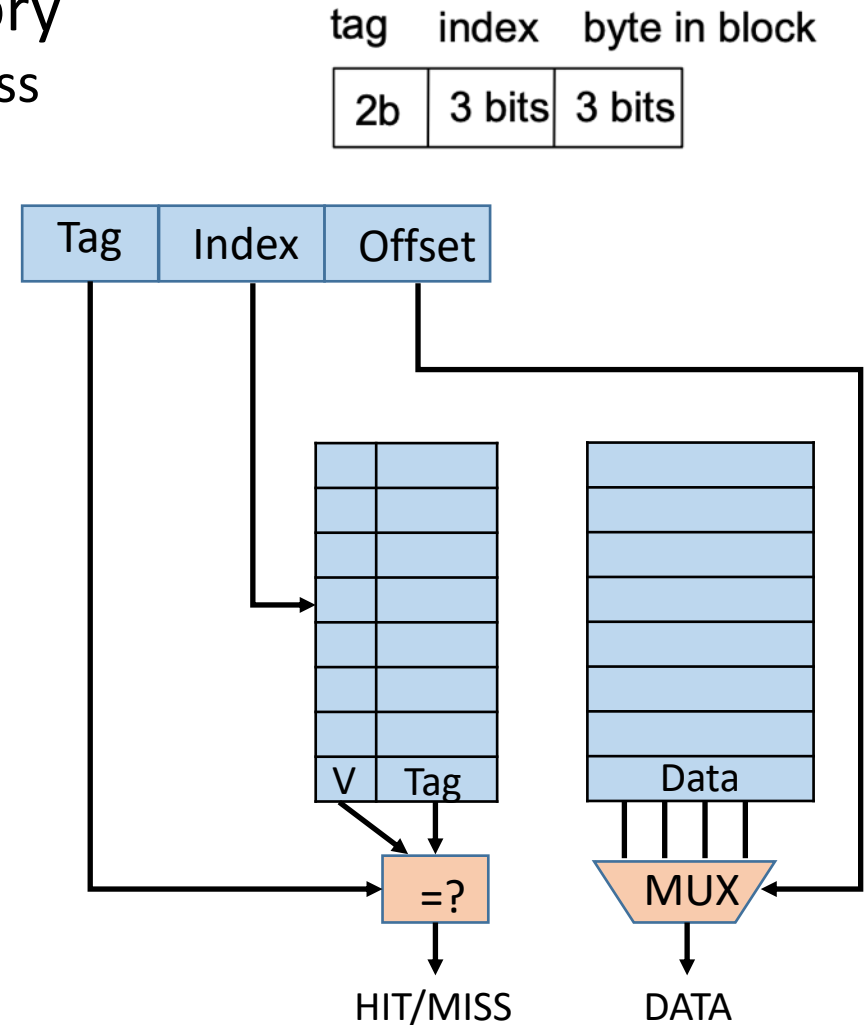 ory
ss
tag index byte in block
2b 3 bits 3 bits
Tag Index Offset
V Tag Data
=? MUX
HIT/MISS DATA